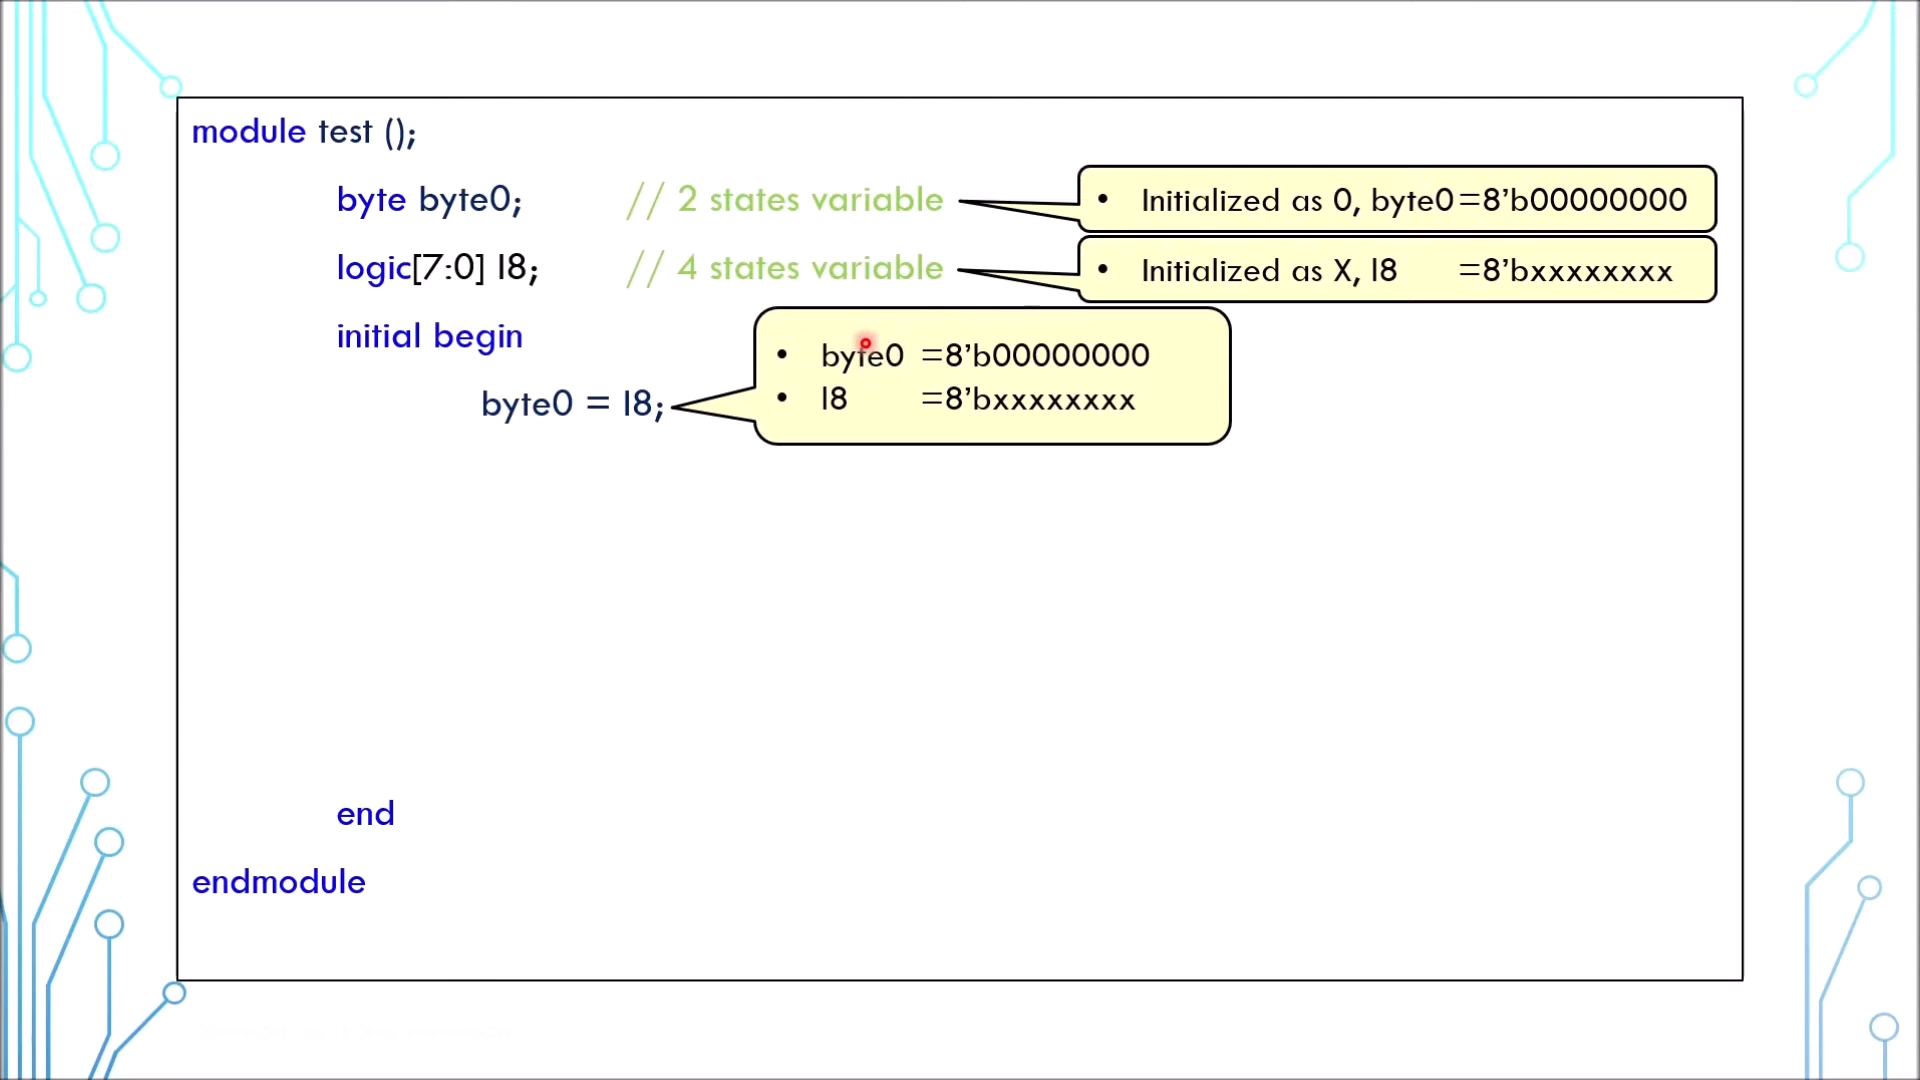 module test ();
byte byte0; // 2 states variable • Initialized as 0, byte0=8’b00000000
logic[7:0] l8; // 4 states variable • Initialized as X, l8 =8’bxxxxxxxx
initial begin
• byte0 =8’b00000000
byte0 = l8; • l8 =8’bxxxxxxxx
end
endmodule